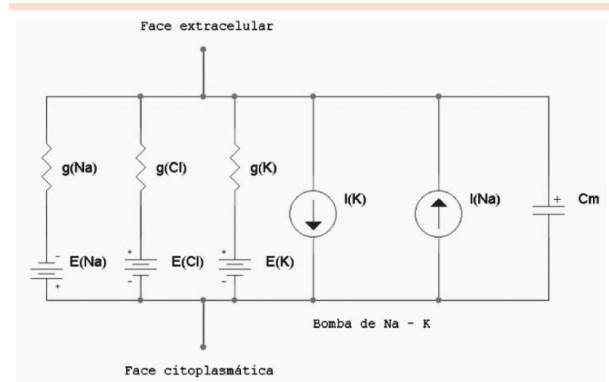 Face extracelular
g(Na)
g(Cl)
g(K)
I(K)
I(Na)
+
Cm
-
E(Na)
+
+
E(Cl)
-
+
E(K)
-
Bomba de Na - K
Face citoplasmática